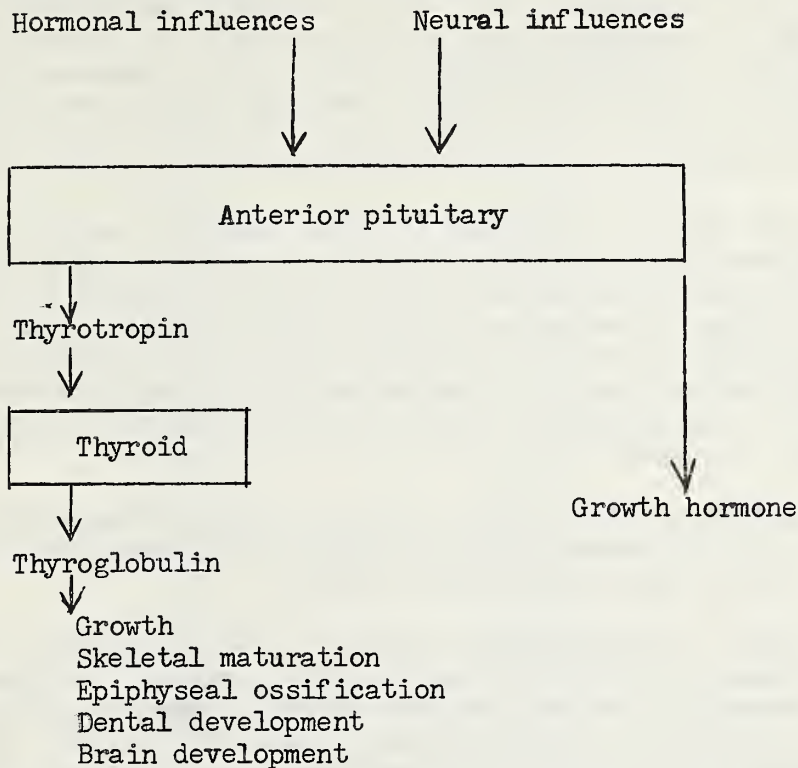 Hormonal influences
Neural influences
Anterior pituitary
Thyrotropin
Thyroid
Thyroglobulin
Growth
Skeletal maturation
Epiphyseal ossification
Dental development
Brain development
Growth hormone